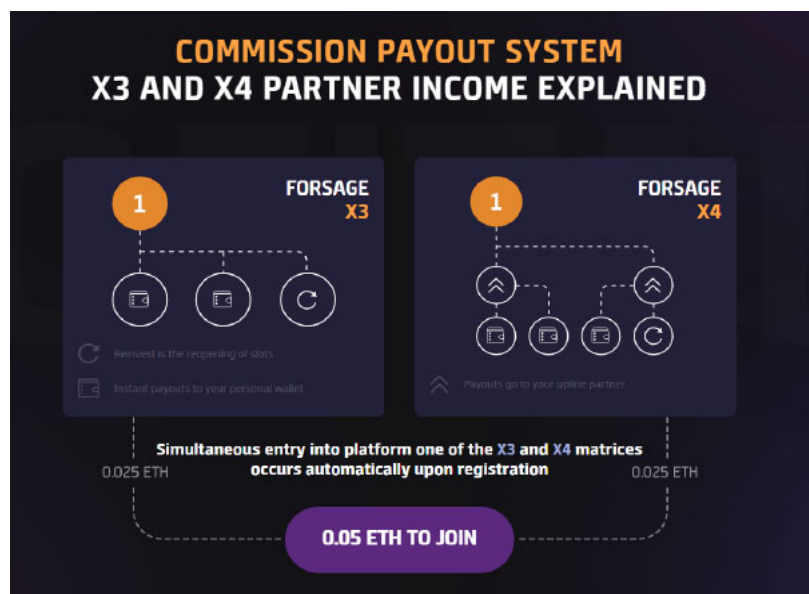 COMMISSION PAYOUT SYSTEM
X3 AND X4 PARTNER INCOME EXPLAINED
1
FORSAGE
X3
Reinvest is the reopening of slots
Instant payouts to your personal wallet
1
FORSAGE
X4
Payouts go to your upline partner
Simultaneous entry into platform one of the X3 and X4 matrices
occurs automatically upon registration
0.025 ETH
0.025 ETH
0.05 ETH TO JOIN